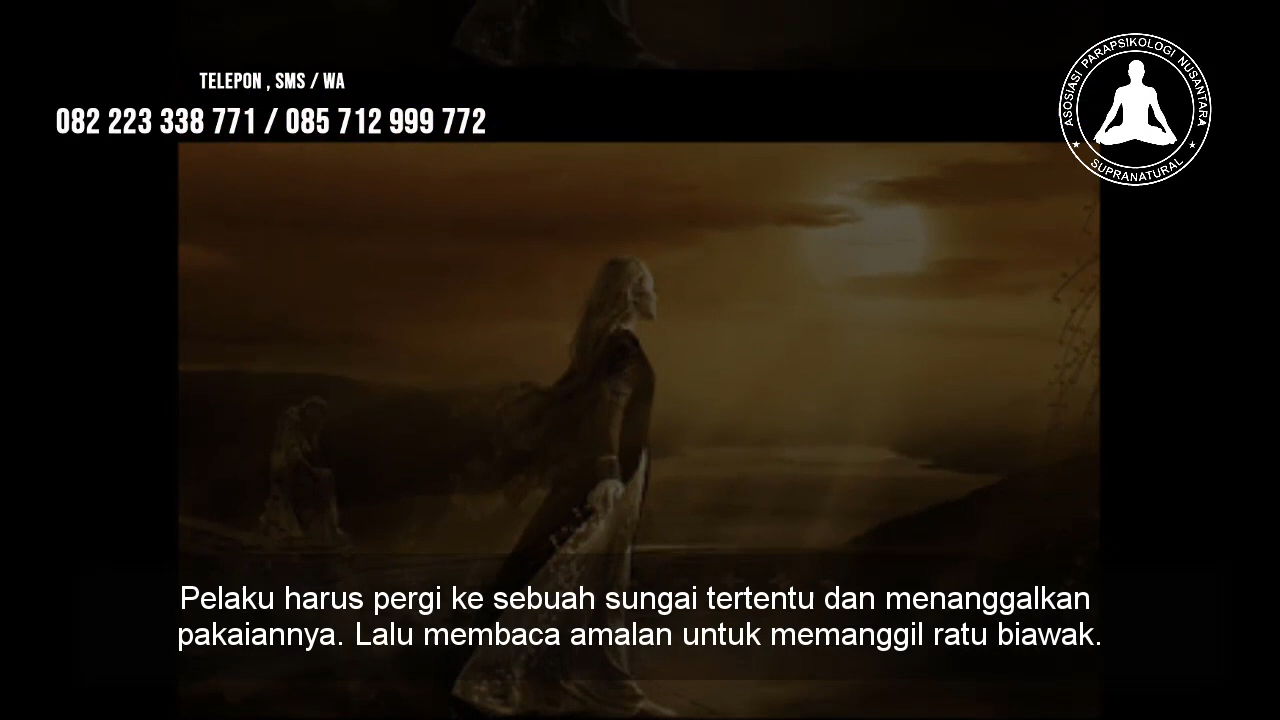 TELEPON , SMS / WA
082 223 338 771 / 085 712 999 772
ASOSIASI PARAPSIKOLOGI NUSANTARA
SUPRANATURAL
Pelaku harus pergi ke sebuah sungai tertentu dan menanggalkan
pakaiannya. Lalu membaca amalan untuk memanggil ratu biawak.